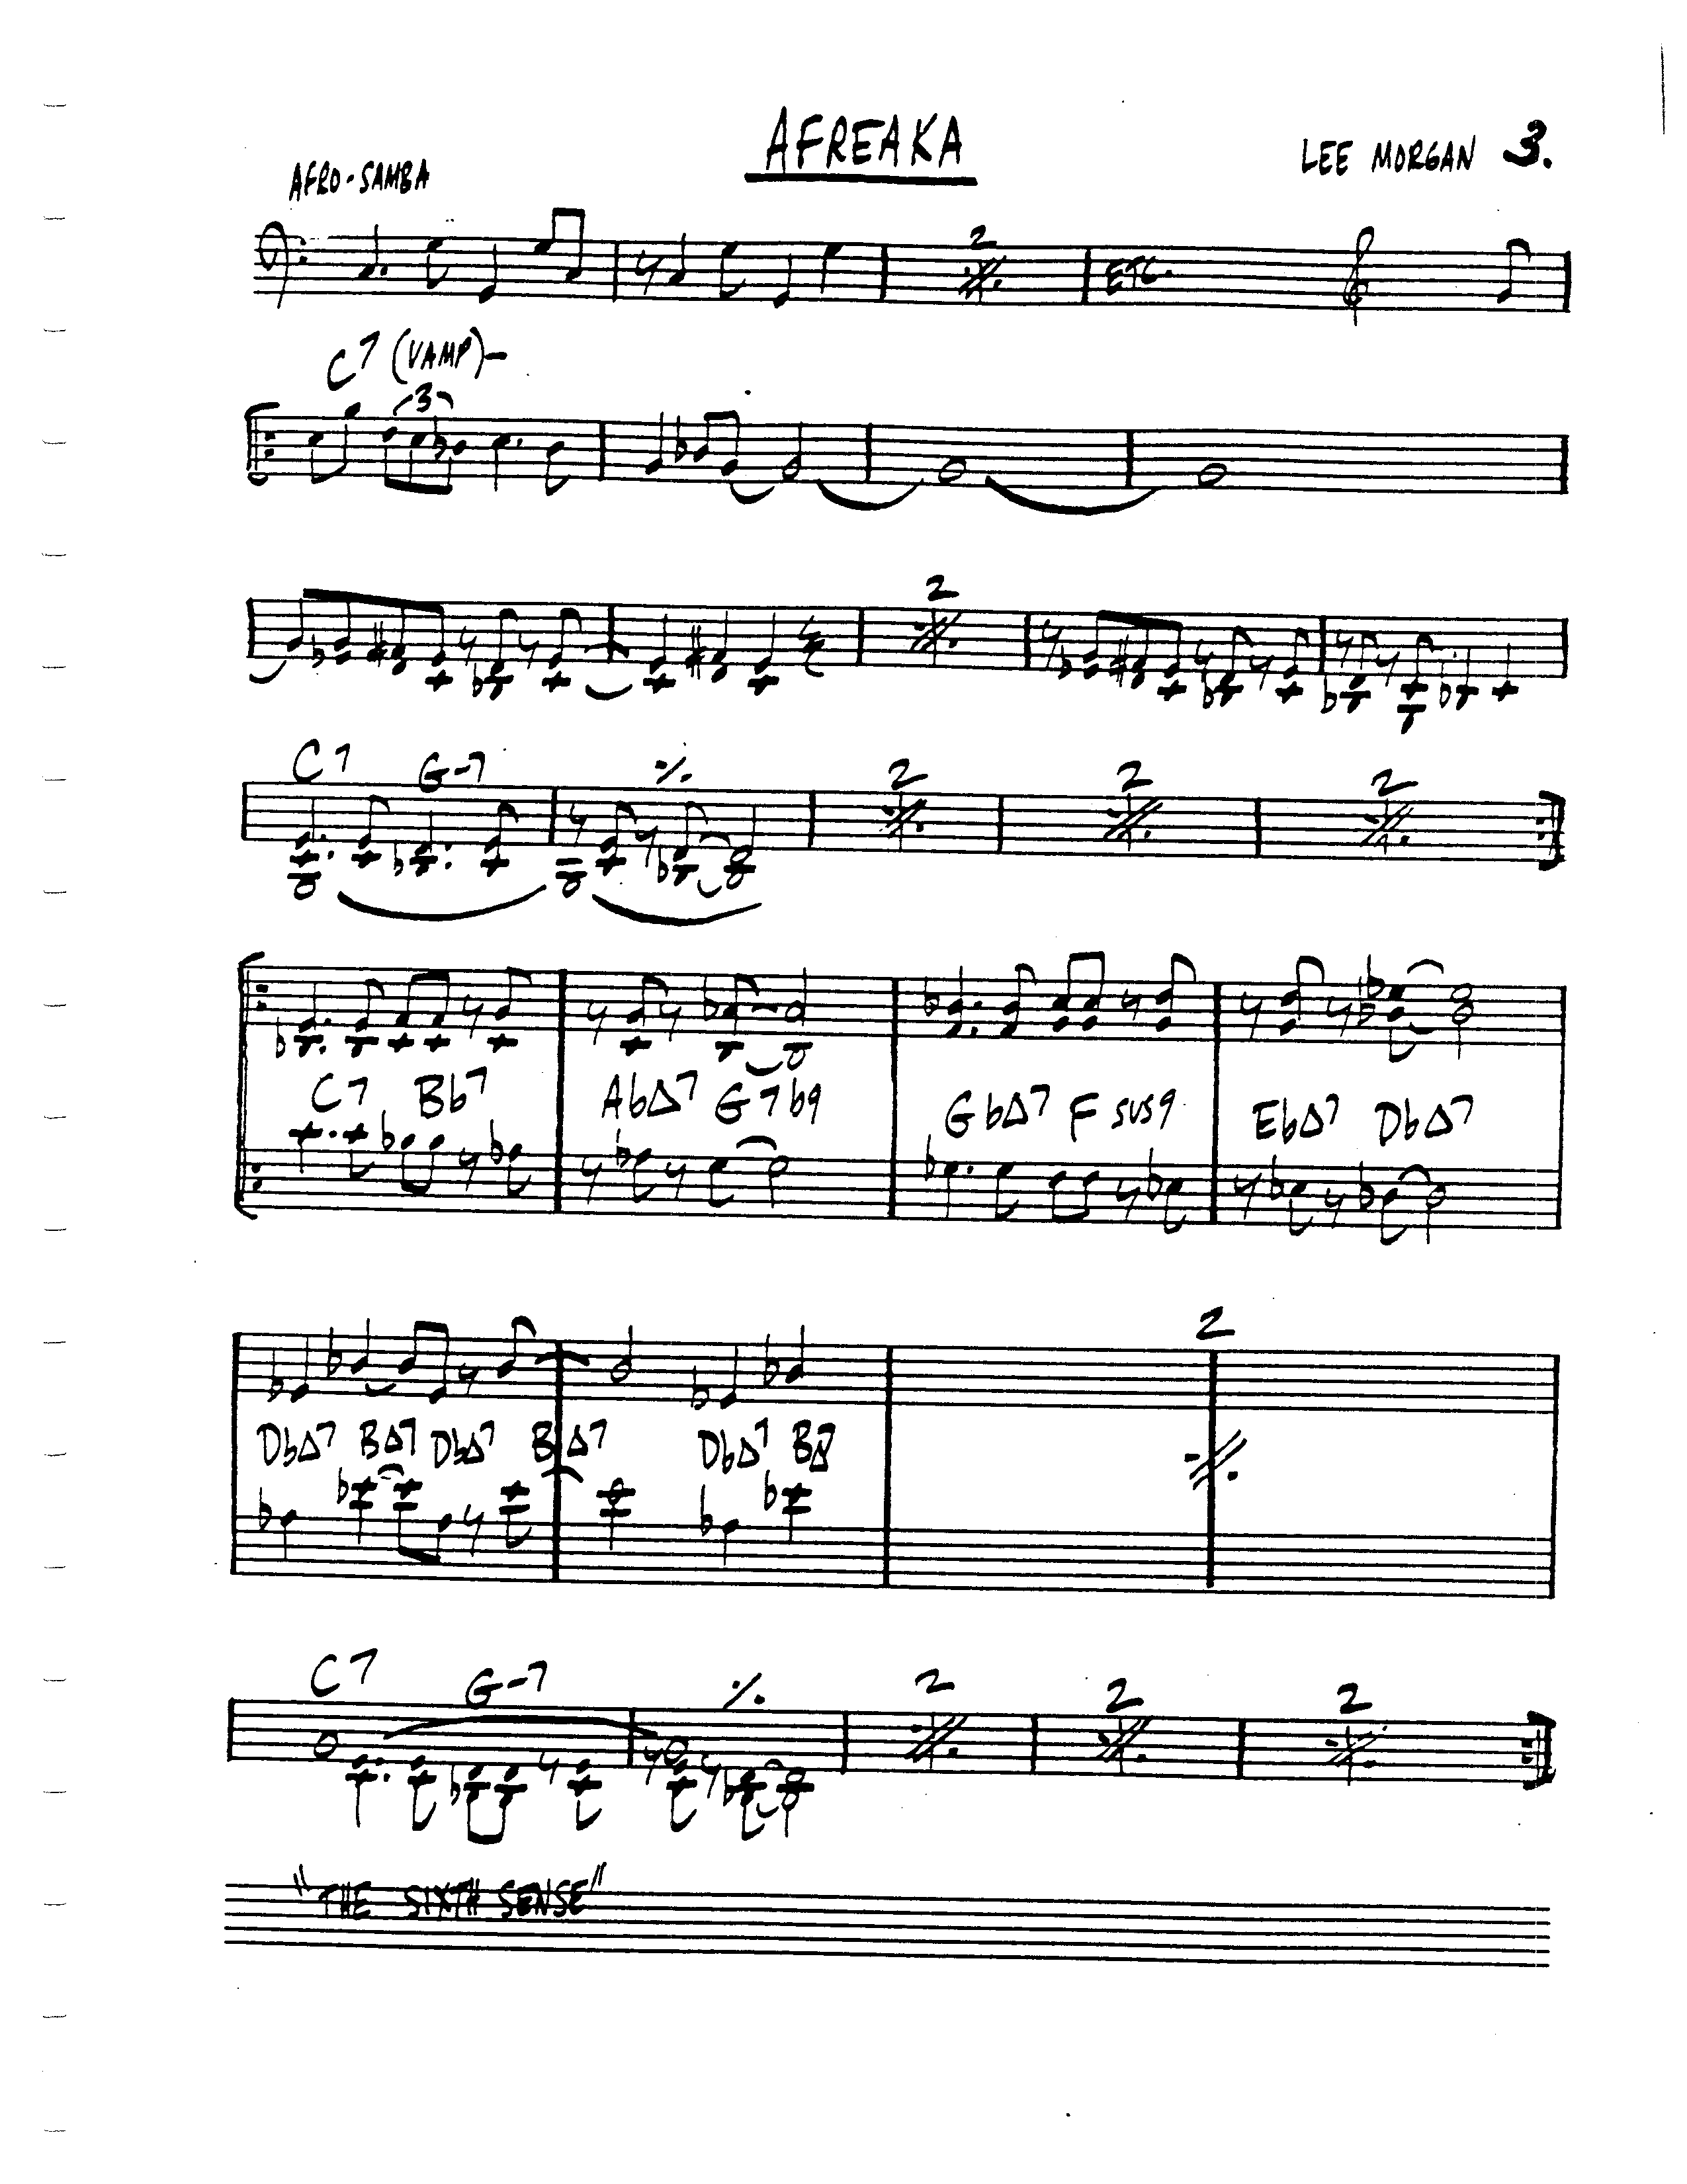 AFREAKA
LEE MORGAN 3.
AFRO-SAMBA
2
ETC.
C7 (VAMP)-
3
2
C7 G-7 ٪
2 2 2
C7 Bb7 Ab∆7 G7b9 Gb∆7 F SUS9 Eb∆7 Db∆7
2
Db∆7 B∆7 Db∆7 B∆7 Db∆7 B∆7
C7 G-7 ٪ 2 2 2
"THE SIXTH SENSE"